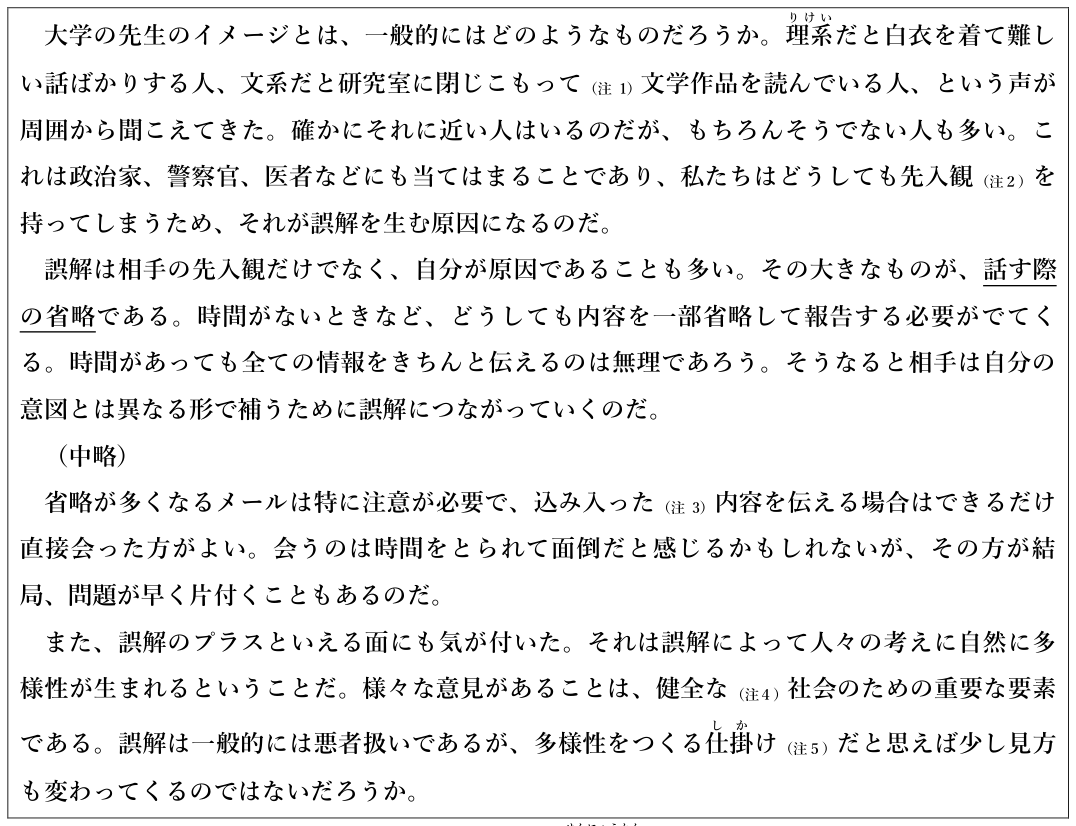 大学の先生のイメージとは、一般的にはどのようなものだろうか。理系だと白衣を着て難し
い話ばかりする人、文系だと研究室に閉じこもって（注 1）文学作品を読んでいる人、という声が
周囲から聞こえてきた。確かにそれに近い人はいるのだが、もちろんそうでない人も多い。こ
れは政治家、警察官、医者などにも当てはまることであり、私たちはどうしても先入観（注2）を
持ってしまうため、それが誤解を生む原因になるのだ。
誤解は相手の先入観だけでなく、自分が原因であることも多い。その大きなものが、話す際
の省略である。時間がないときなど、どうしても内容を一部省略して報告する必要がでてく
る。時間があっても全ての情報をきちんと伝えるのは無理であろう。そうなると相手は自分の
意図とは異なる形で補うために誤解につながっていくのだ。
（中略）
省略が多くなるメールは特に注意が必要で、込み入った（注 3）内容を伝える場合はできるだけ
直接会った方がよい。会うのは時間をとられて面倒だと感じるかもしれないが、その方が結
局、問題が早く片付くこともあるのだ。
また、誤解のプラスといえる面にも気が付いた。それは誤解によって人々の考えに自然に多
様性が生まれるということだ。様々な意見があることは、健全な（注4）社会のための重要な要素
である。誤解は一般的には悪者扱いであるが、多様性をつくる仕掛け（注5）だと思えば少し見方
も変わってくるのではないだろうか。